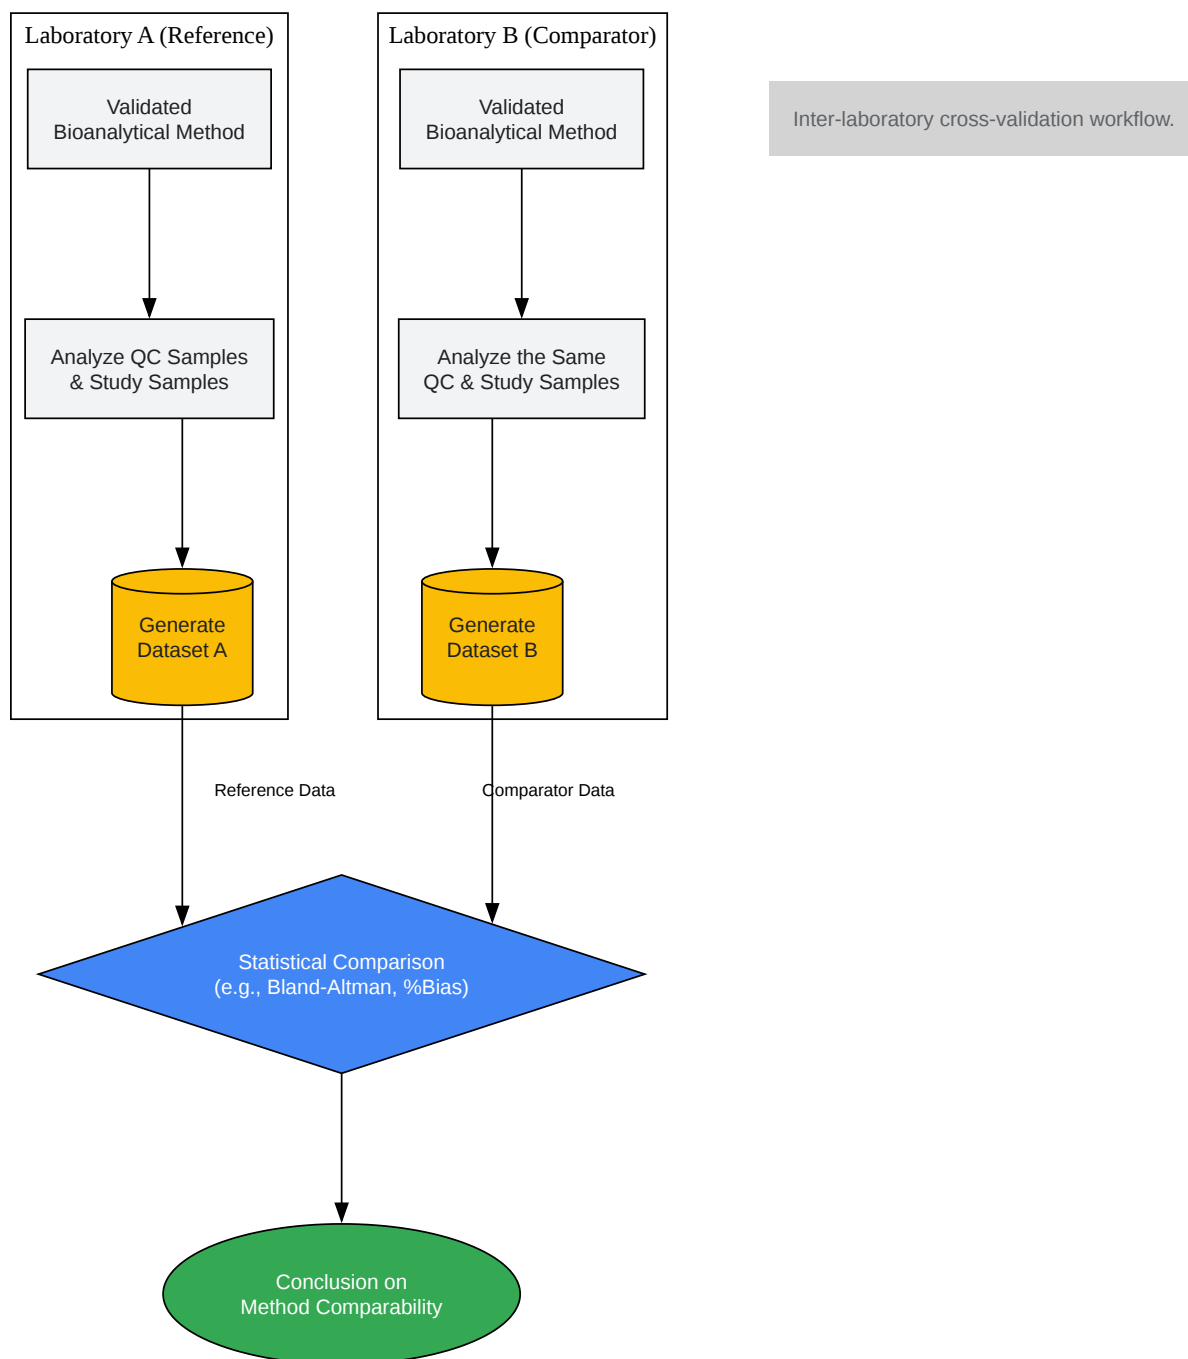 Laboratory A (Reference)
Validated
Bioanalytical Method
Analyze QC Samples
& Study Samples
Generate
Dataset A
Laboratory B (Comparator)
Validated
Bioanalytical Method
Analyze the Same
QC & Study Samples
Generate
Dataset B
Inter-laboratory cross-validation workflow.
Reference Data
Comparator Data
Statistical Comparison
(e.g., Bland-Altman, %Bias)
Conclusion on
Method Comparability